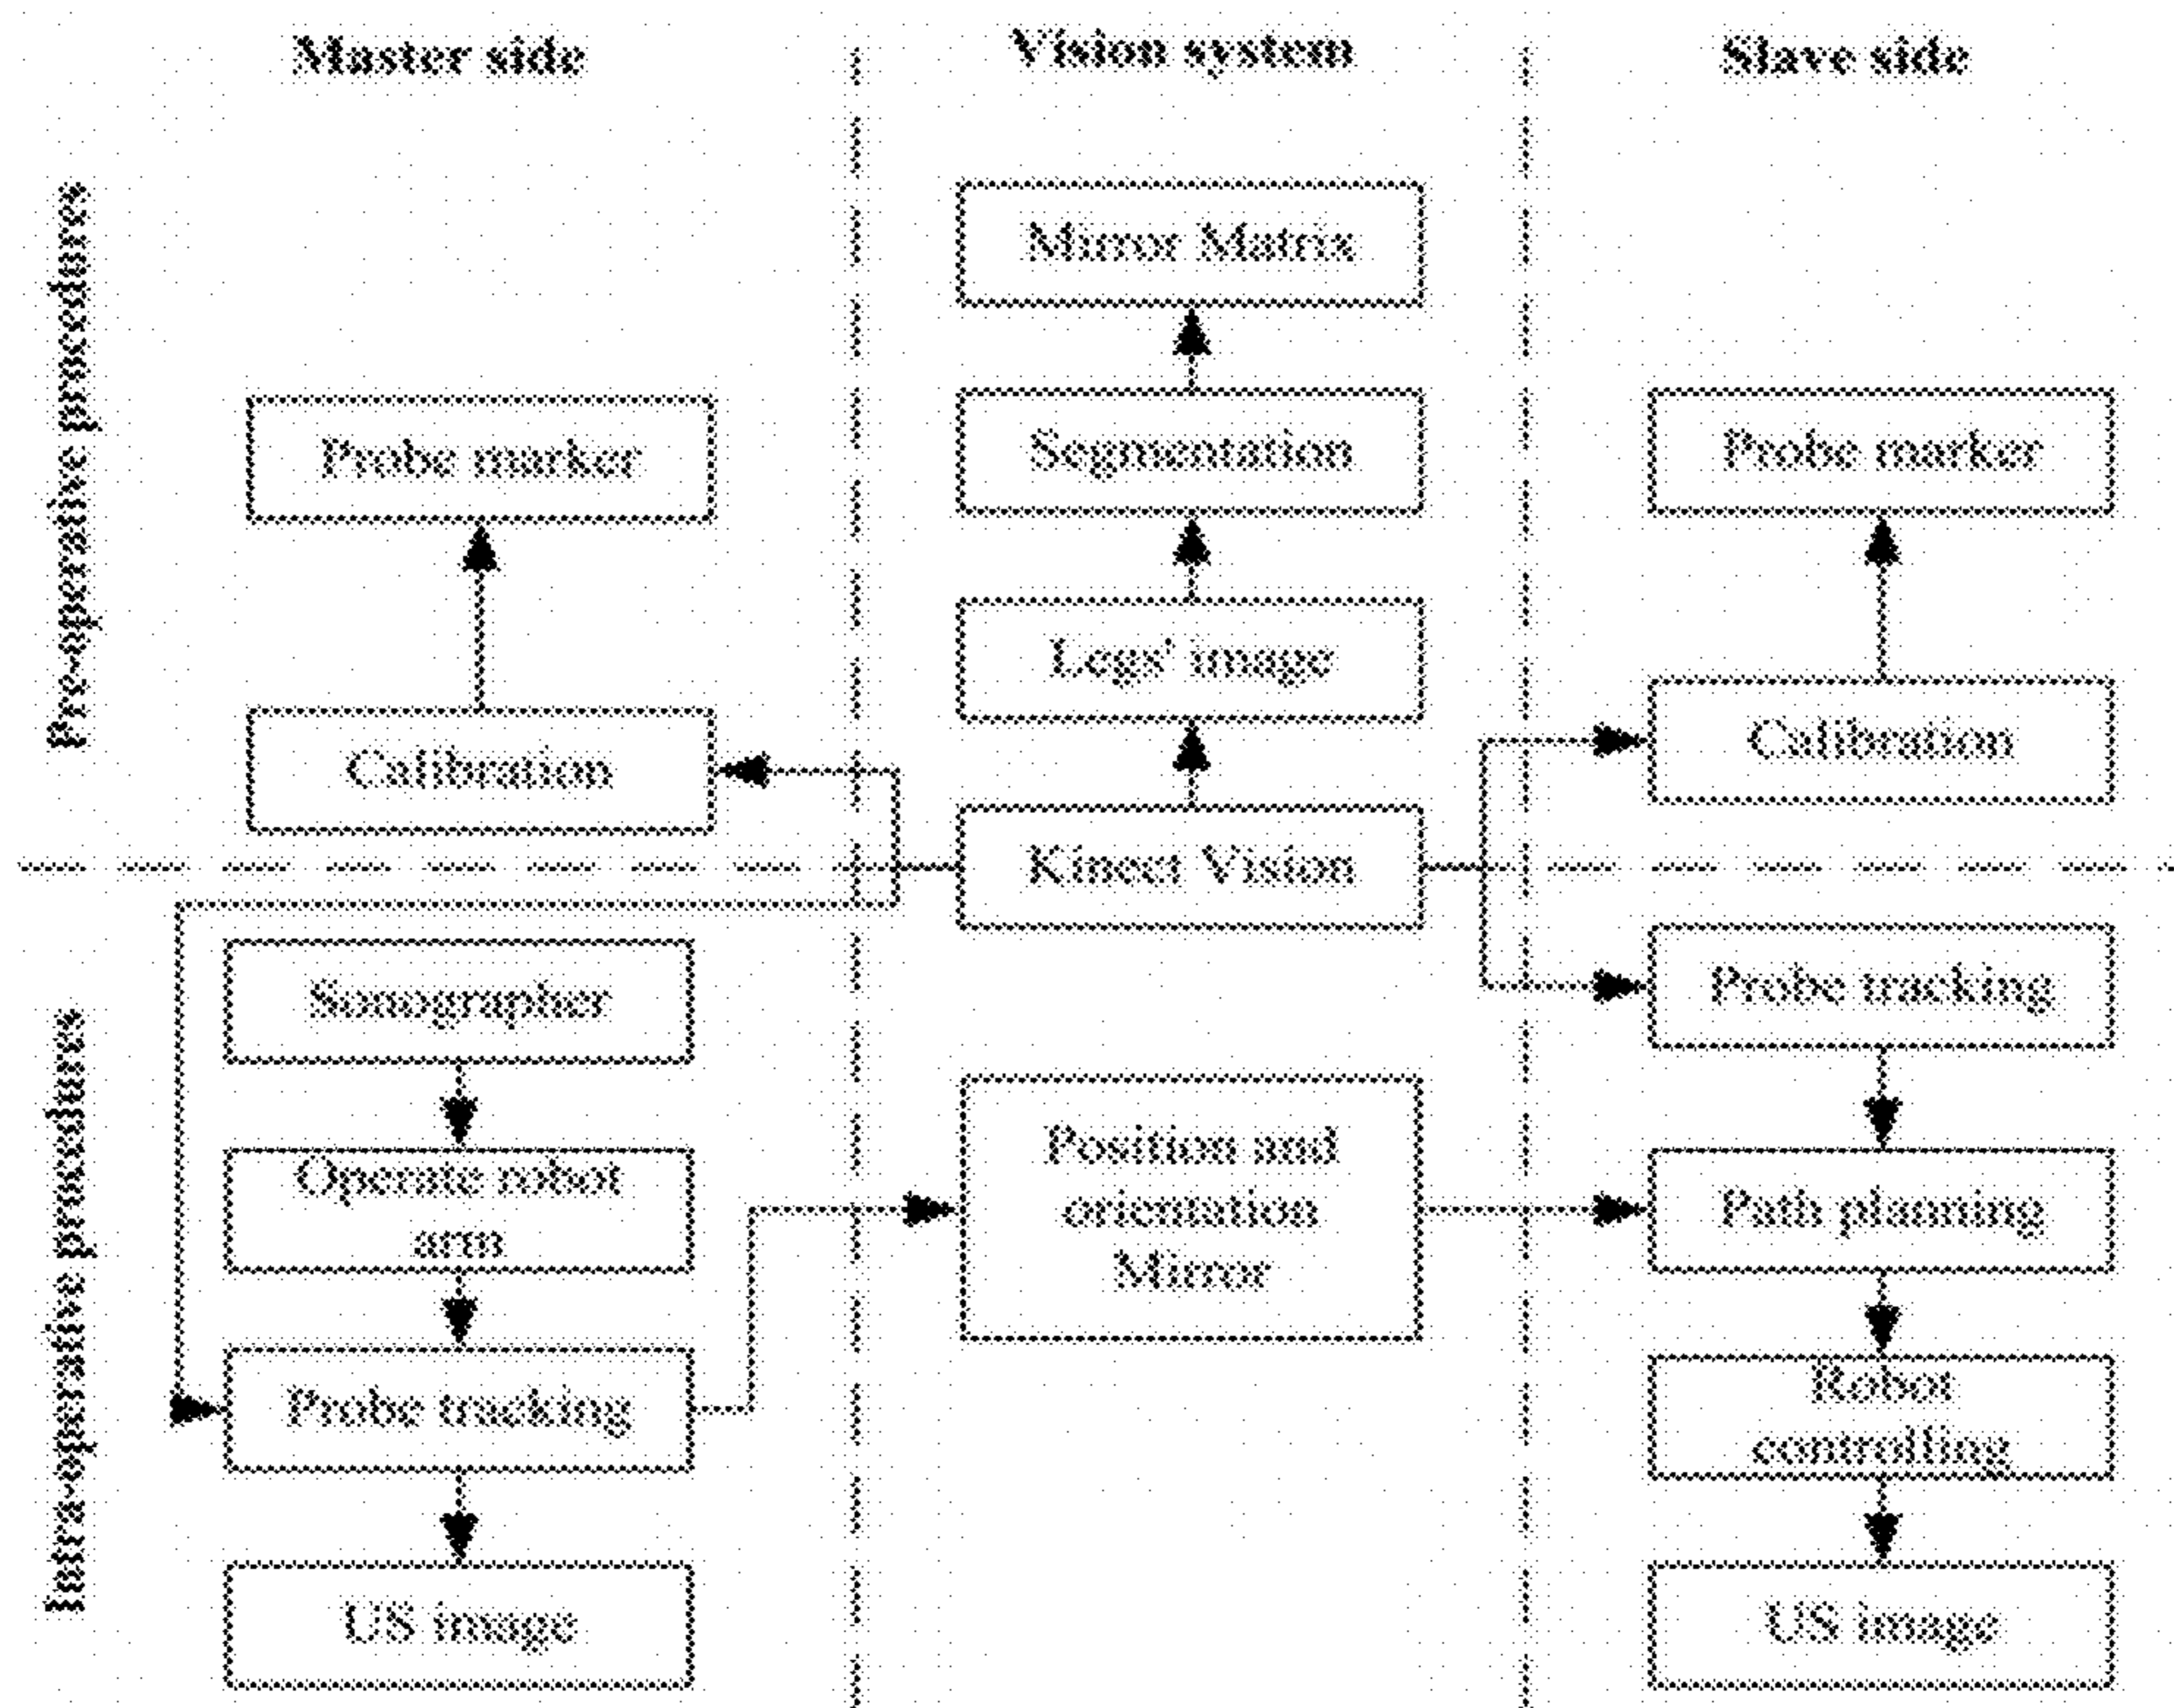 Master side
Vision system
Slave side
Pre-operative procedures
Mirror Matrix
Probe marker
Segmentation
Probe marker
Legs' image
Calibration
Calibration
Kinect Vision
Intra-operative procedures
Sonographer
Probe tracking
Operate robot
arm
Position and
orientation
Mirror
Path planning
Probe tracking
Robot
controlling
US image
US image